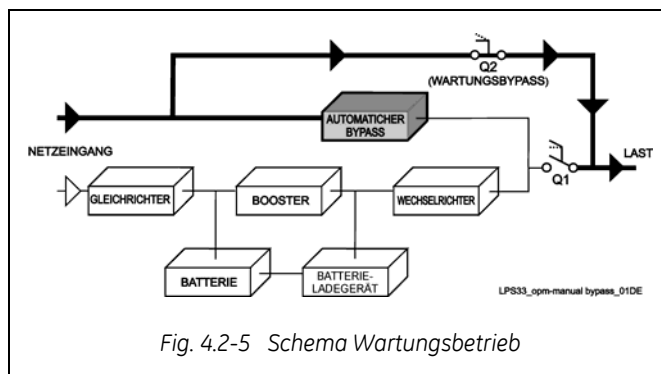 Q2
(WARTUNGSBYPASS)
AUTOMATICHER
BYPASS
NETZEINGANG
LAST
Q1
GLEICHRICHTER
BOOSTER
WECHSELRICHTER
BATTERIE
BATTERIE-
LADEGERÄT
LPS33_opm-manual bypass_01DE
Fig. 4.2-5 Schema Wartungsbetrieb